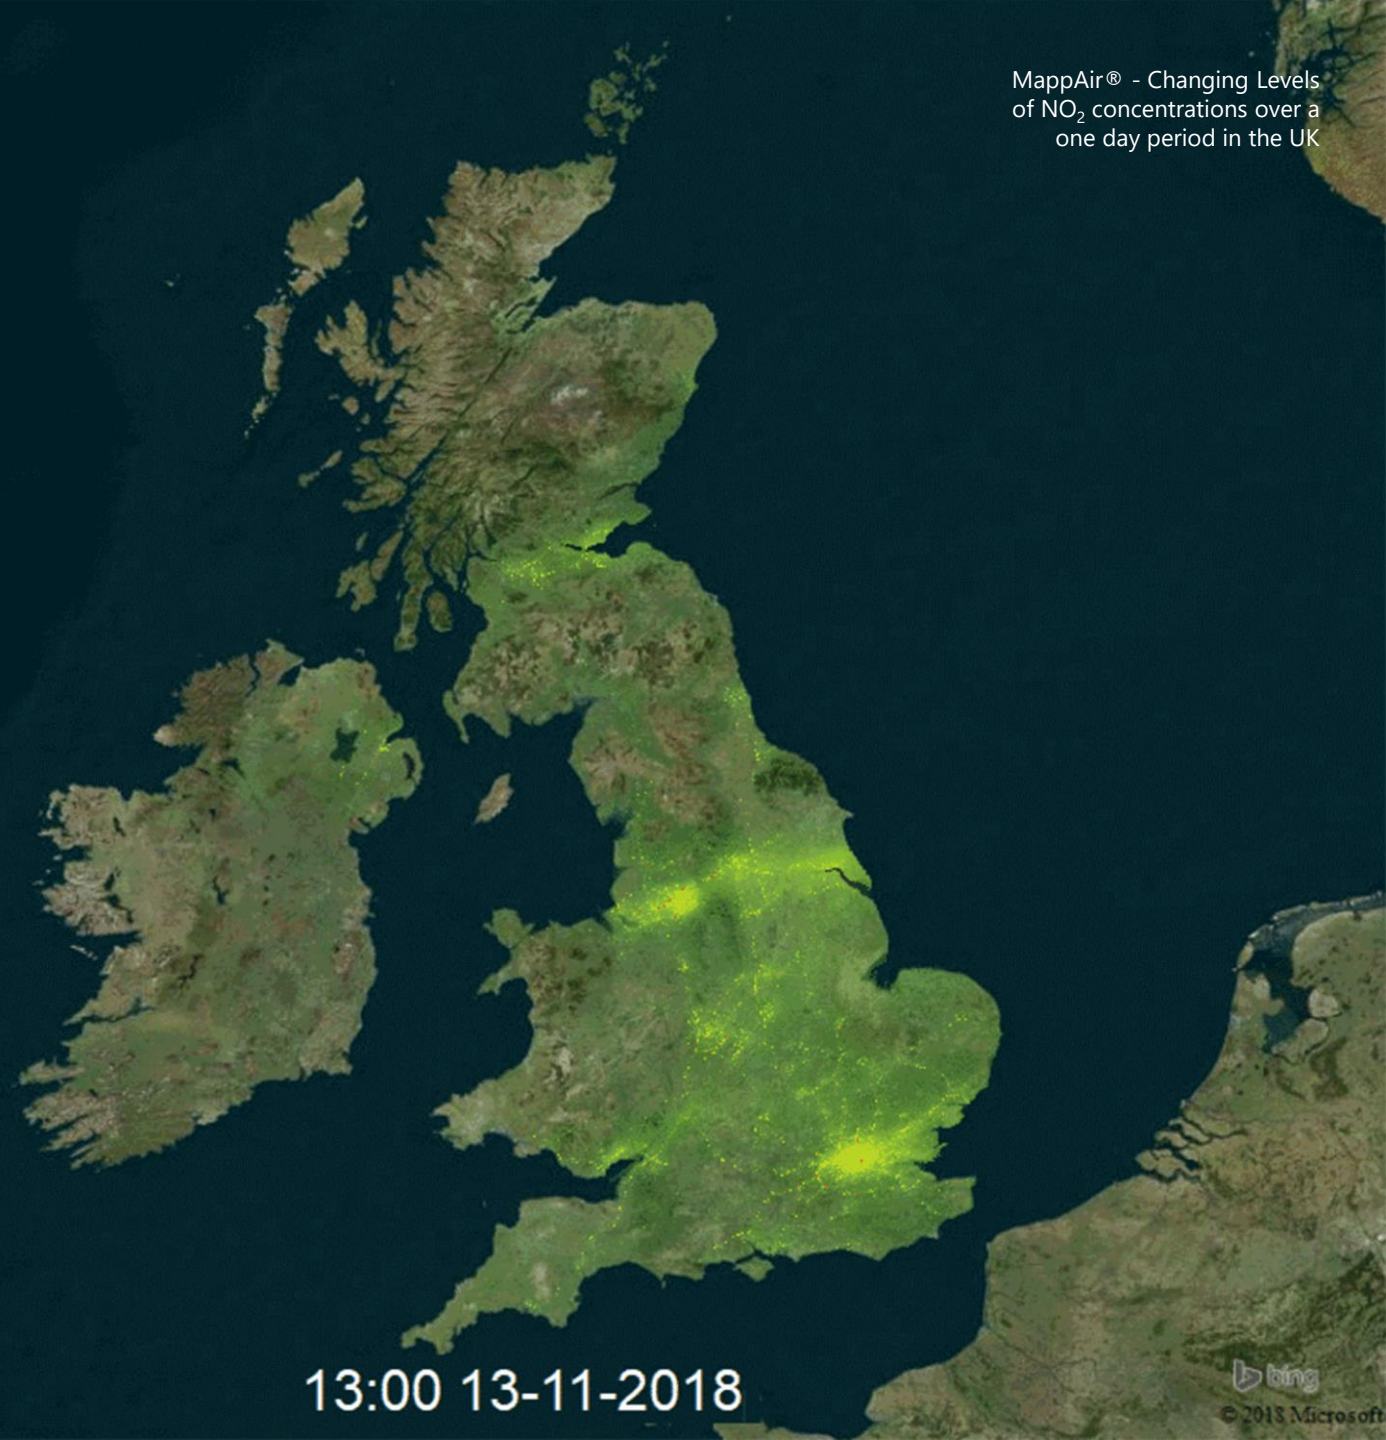 MappAir® - Changing Levels
of NO₂ concentrations over a
one day period in the UK
13:00 13-11-2018
bing
© 2018 Microsoft